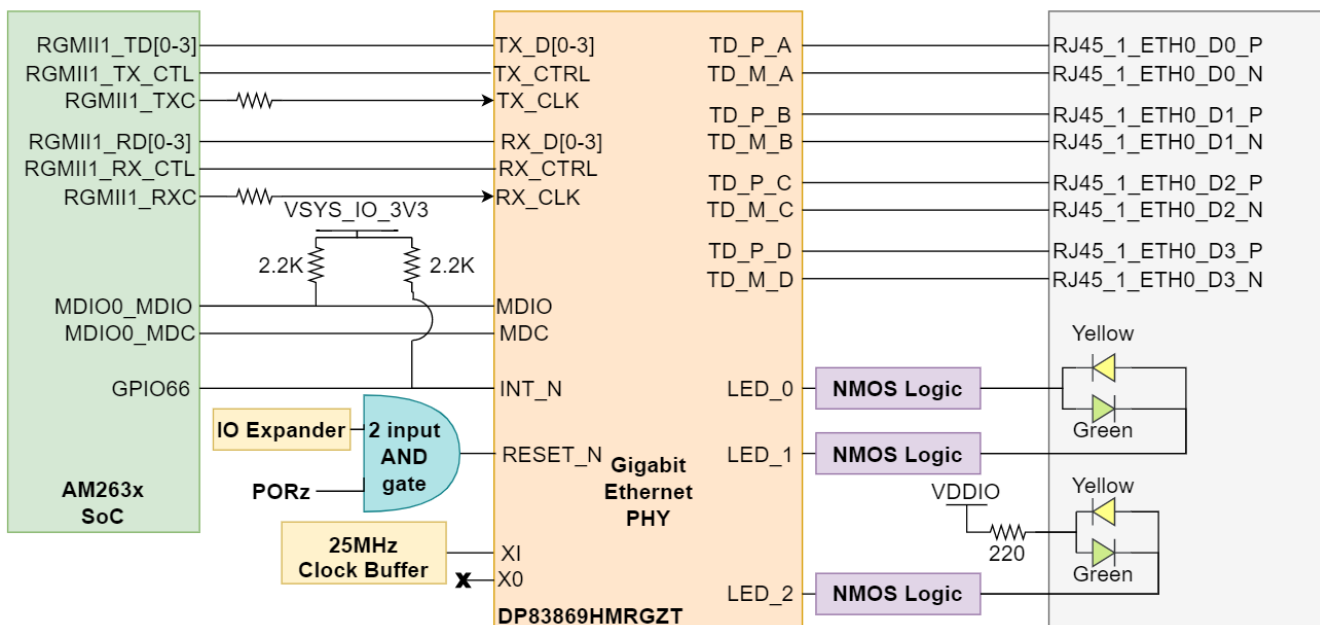 RGMII1_TD[0-3]
RGMII1_TX_CTL
RGMII1_TXC
RGMII1_RD[0-3]
RGMII1_RX_CTL
RGMII1_RXC
MDIO0_MDIO
MDIO0_MDC
GPIO66
AM263x
SoC
VSYS_IO_3V3
2.2K
2.2K
IO Expander
PORz
2 input
AND
gate
25MHz
Clock Buffer
TX_D[0-3]
TX_CTRL
TX_CLK
RX_D[0-3]
RX_CTRL
RX_CLK
MDIO
MDC
INT_N
RESET_N
XI
X0
Gigabit
Ethernet
PHY
DP83869HMRGZT
TD_P_A
TD_M_A
TD_P_B
TD_M_B
TD_P_C
TD_M_C
TD_P_D
TD_M_D
LED_0
LED_1
LED_2
NMOS Logic
NMOS Logic
NMOS Logic
VDDIO
220
RJ45_1_ETH0_D0_P
RJ45_1_ETH0_D0_N
RJ45_1_ETH0_D1_P
RJ45_1_ETH0_D1_N
RJ45_1_ETH0_D2_P
RJ45_1_ETH0_D2_N
RJ45_1_ETH0_D3_P
RJ45_1_ETH0_D3_N
Yellow
Green
Yellow
Green